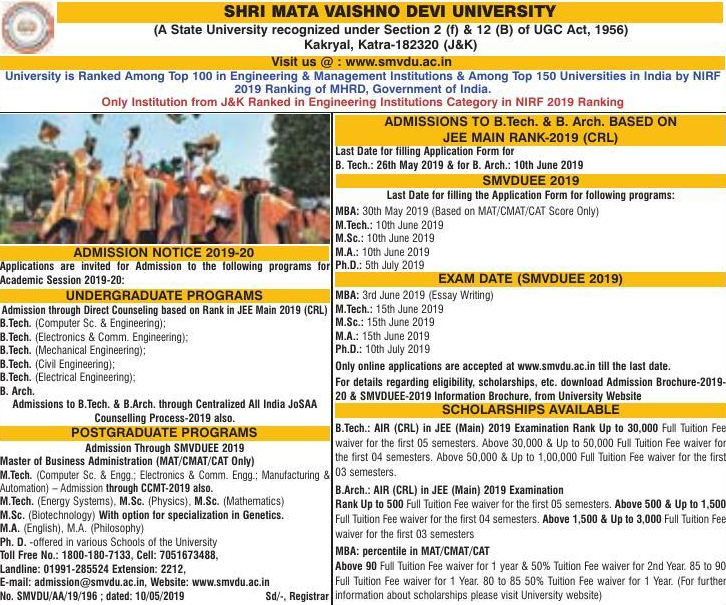 SHRI MATA VAISHNO DEVI UNIVERSITY
(A State University recognized under Section 2 (f) & 12 (B) of UGC Act, 1956)
Kakryal, Katra-182320 (J&K)
Visit us @ : www.smvdu.ac.in
University is Ranked Among Top 100 in Engineering & Management Institutions & Among Top 150 Universities in India by NIRF
2019 Ranking of MHRD, Government of India.
Only Institution from J&K Ranked in Engineering Institutions Category in NIRF 2019 Ranking
ADMISSION NOTICE 2019-20
Applications are invited for Admission to the following programs for
Academic Session 2019-20:
UNDERGRADUATE PROGRAMS
Admission through Direct Counseling based on Rank in JEE Main 2019 (CRL)
B.Tech. (Computer Sc. & Engineering);
B.Tech. (Electronics & Comm. Engineering);
B.Tech. (Mechanical Engineering);
B.Tech. (Civil Engineering);
B.Tech. (Electrical Engineering);
B. Arch.
Admissions to B.Tech. & B.Arch. through Centralized All India JoSAA
Counselling Process-2019 also.
POSTGRADUATE PROGRAMS
Admission Through SMVDUEE 2019
Master of Business Administration (MAT/CMAT/CAT Only)
M.Tech. (Computer Sc. & Engg.; Electronics & Comm. Engg.; Manufacturing &
Automation) – Admission through CCMT-2019 also.
M.Tech. (Energy Systems), M.Sc. (Physics), M.Sc. (Mathematics)
M.Sc. (Biotechnology) With option for specialization in Genetics.
M.A. (English), M.A. (Philosophy)
Ph. D. -offered in various Schools of the University
Toll Free No.: 1800-180-7133, Cell: 7051673488,
Landline: 01991-285524 Extension: 2212,
E-mail: admission@smvdu.ac.in, Website: www.smvdu.ac.in
No. SMVDU/AA/19/196 ; dated: 10/05/2019 Sd/-, Registrar
ADMISSIONS TO B.Tech. & B. Arch. BASED ON
JEE MAIN RANK-2019 (CRL)
Last Date for filling Application Form for
B. Tech.: 26th May 2019 & for B. Arch.: 10th June 2019
SMVDUEE 2019
Last Date for filling the Application Form for following programs:
MBA: 30th May 2019 (Based on MAT/CMAT/CAT Score Only)
M.Tech.: 10th June 2019
M.Sc.: 10th June 2019
M.A.: 10th June 2019
Ph.D.: 5th July 2019
EXAM DATE (SMVDUEE 2019)
MBA: 3rd June 2019 (Essay Writing)
M.Tech.: 15th June 2019
M.Sc.: 15th June 2019
M.A.: 15th June 2019
Ph.D.: 10th July 2019
Only online applications are accepted at www.smvdu.ac.in till the last date.
For details regarding eligibility, scholarships, etc. download Admission Brochure-2019-
20 & SMVDUEE-2019 Information Brochure, from University Website
SCHOLARSHIPS AVAILABLE
B.Tech.: AIR (CRL) in JEE (Main) 2019 Examination Rank Up to 30,000 Full Tuition Fee
waiver for the first 05 semesters. Above 30,000 & Up to 50,000 Full Tuition Fee waiver for
the first 04 semesters. Above 50,000 & Up to 1,00,000 Full Tuition Fee waiver for the first
03 semesters.
B.Arch.: AIR (CRL) in JEE (Main) 2019 Examination
Rank Up to 500 Full Tuition Fee waiver for the first 05 semesters. Above 500 & Up to 1,500
Full Tuition Fee waiver for the first 04 semesters. Above 1,500 & Up to 3,000 Full Tuition Fee
waiver for the first 03 semesters
MBA: percentile in MAT/CMAT/CAT
Above 90 Full Tuition Fee waiver for 1 year & 50% Tuition Fee waiver for 2nd Year. 85 to 90
Full Tuition Fee waiver for 1 Year. 80 to 85 50% Tuition Fee waiver for 1 Year. (For further
information about scholarships please visit University website)